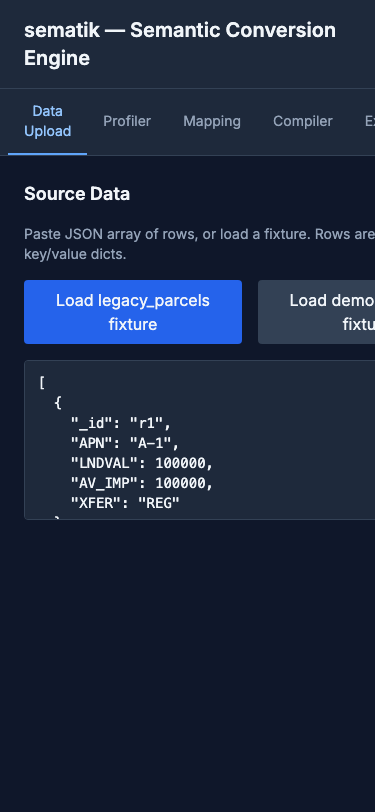 sematik — Semantic Conversion
Engine
Data
Upload
Profiler
Mapping
Compiler
Source Data
Paste JSON array of rows, or load a fixture. Rows are
key/value dicts.
Load legacy_parcels
fixture
Load demo
fixtu
[
  {
    "_id": "r1",
    "APN": "A-1",
    "LNDVAL": 100000,
    "AV_IMP": 100000,
    "XFER": "REG"